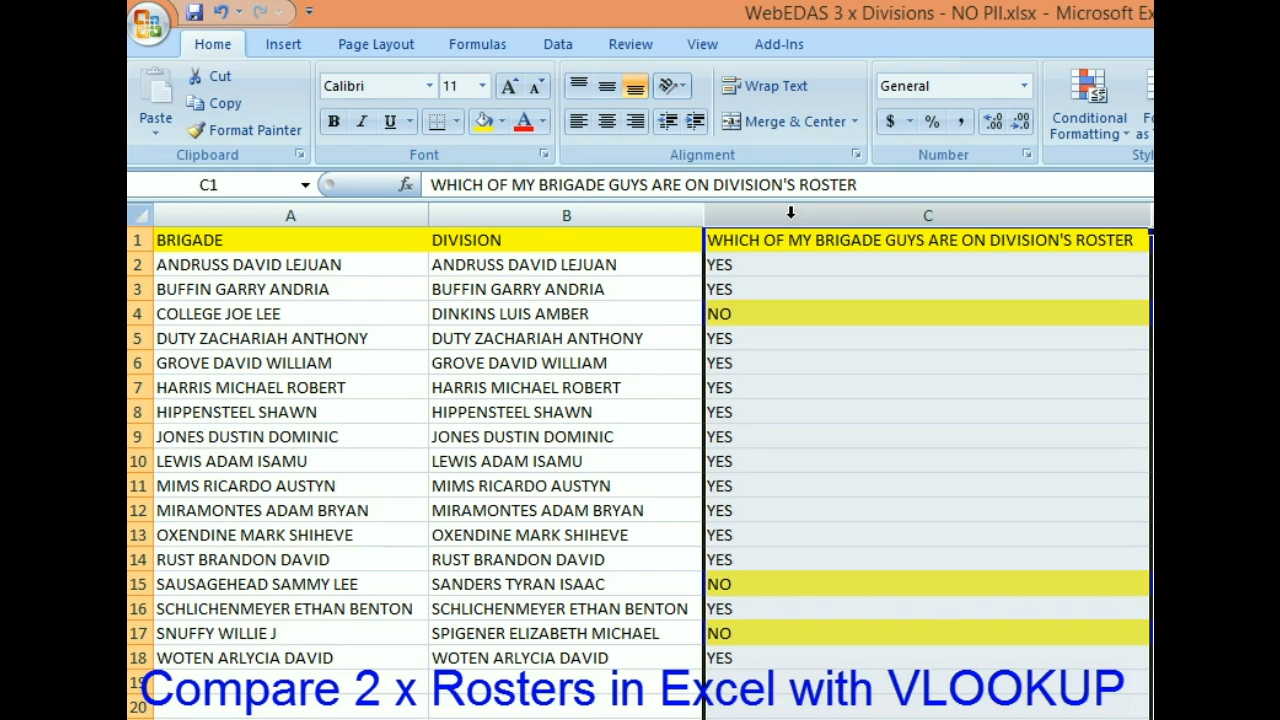 WebEDAS 3 x Divisions - NO PII.xlsx - Microsoft Ex
Home Insert Page Layout Formulas Data Review View Add-Ins
Paste
Cut
Copy
Format Painter
Clipboard
Calibri 11 A A
B I U A
Font
Wrap Text
Merge & Center
Alignment
General
$ % , .00
Number
Conditional
Formatting
as
Styl
C1 fx WHICH OF MY BRIGADE GUYS ARE ON DIVISION'S ROSTER
A B C
1 BRIGADE DIVISION WHICH OF MY BRIGADE GUYS ARE ON DIVISION'S ROSTER
2 ANDRUSS DAVID LEJUAN ANDRUSS DAVID LEJUAN YES
3 BUFFIN GARRY ANDRIA BUFFIN GARRY ANDRIA YES
4 COLLEGE JOE LEE DINKINS LUIS AMBER NO
5 DUTY ZACHARIAH ANTHONY DUTY ZACHARIAH ANTHONY YES
6 GROVE DAVID WILLIAM GROVE DAVID WILLIAM YES
7 HARRIS MICHAEL ROBERT HARRIS MICHAEL ROBERT YES
8 HIPPENSTEEL SHAWN HIPPENSTEEL SHAWN YES
9 JONES DUSTIN DOMINIC JONES DUSTIN DOMINIC YES
10 LEWIS ADAM ISAMU LEWIS ADAM ISAMU YES
11 MIMS RICARDO AUSTYN MIMS RICARDO AUSTYN YES
12 MIRAMONTES ADAM BRYAN MIRAMONTES ADAM BRYAN YES
13 OXENDINE MARK SHIHEVE OXENDINE MARK SHIHEVE YES
14 RUST BRANDON DAVID RUST BRANDON DAVID YES
15 SAUSAGEHEAD SAMMY LEE SANDERS TYRAN ISAAC NO
16 SCHLICHENMEYER ETHAN BENTON SCHLICHENMEYER ETHAN BENTON YES
17 SNUFFY WILLIE J SPIGENER ELIZABETH MICHAEL NO
18 WOTEN ARLYCIA DAVID WOTEN ARLYCIA DAVID YES
19
Compare 2 x Rosters in Excel with VLOOKUP
20